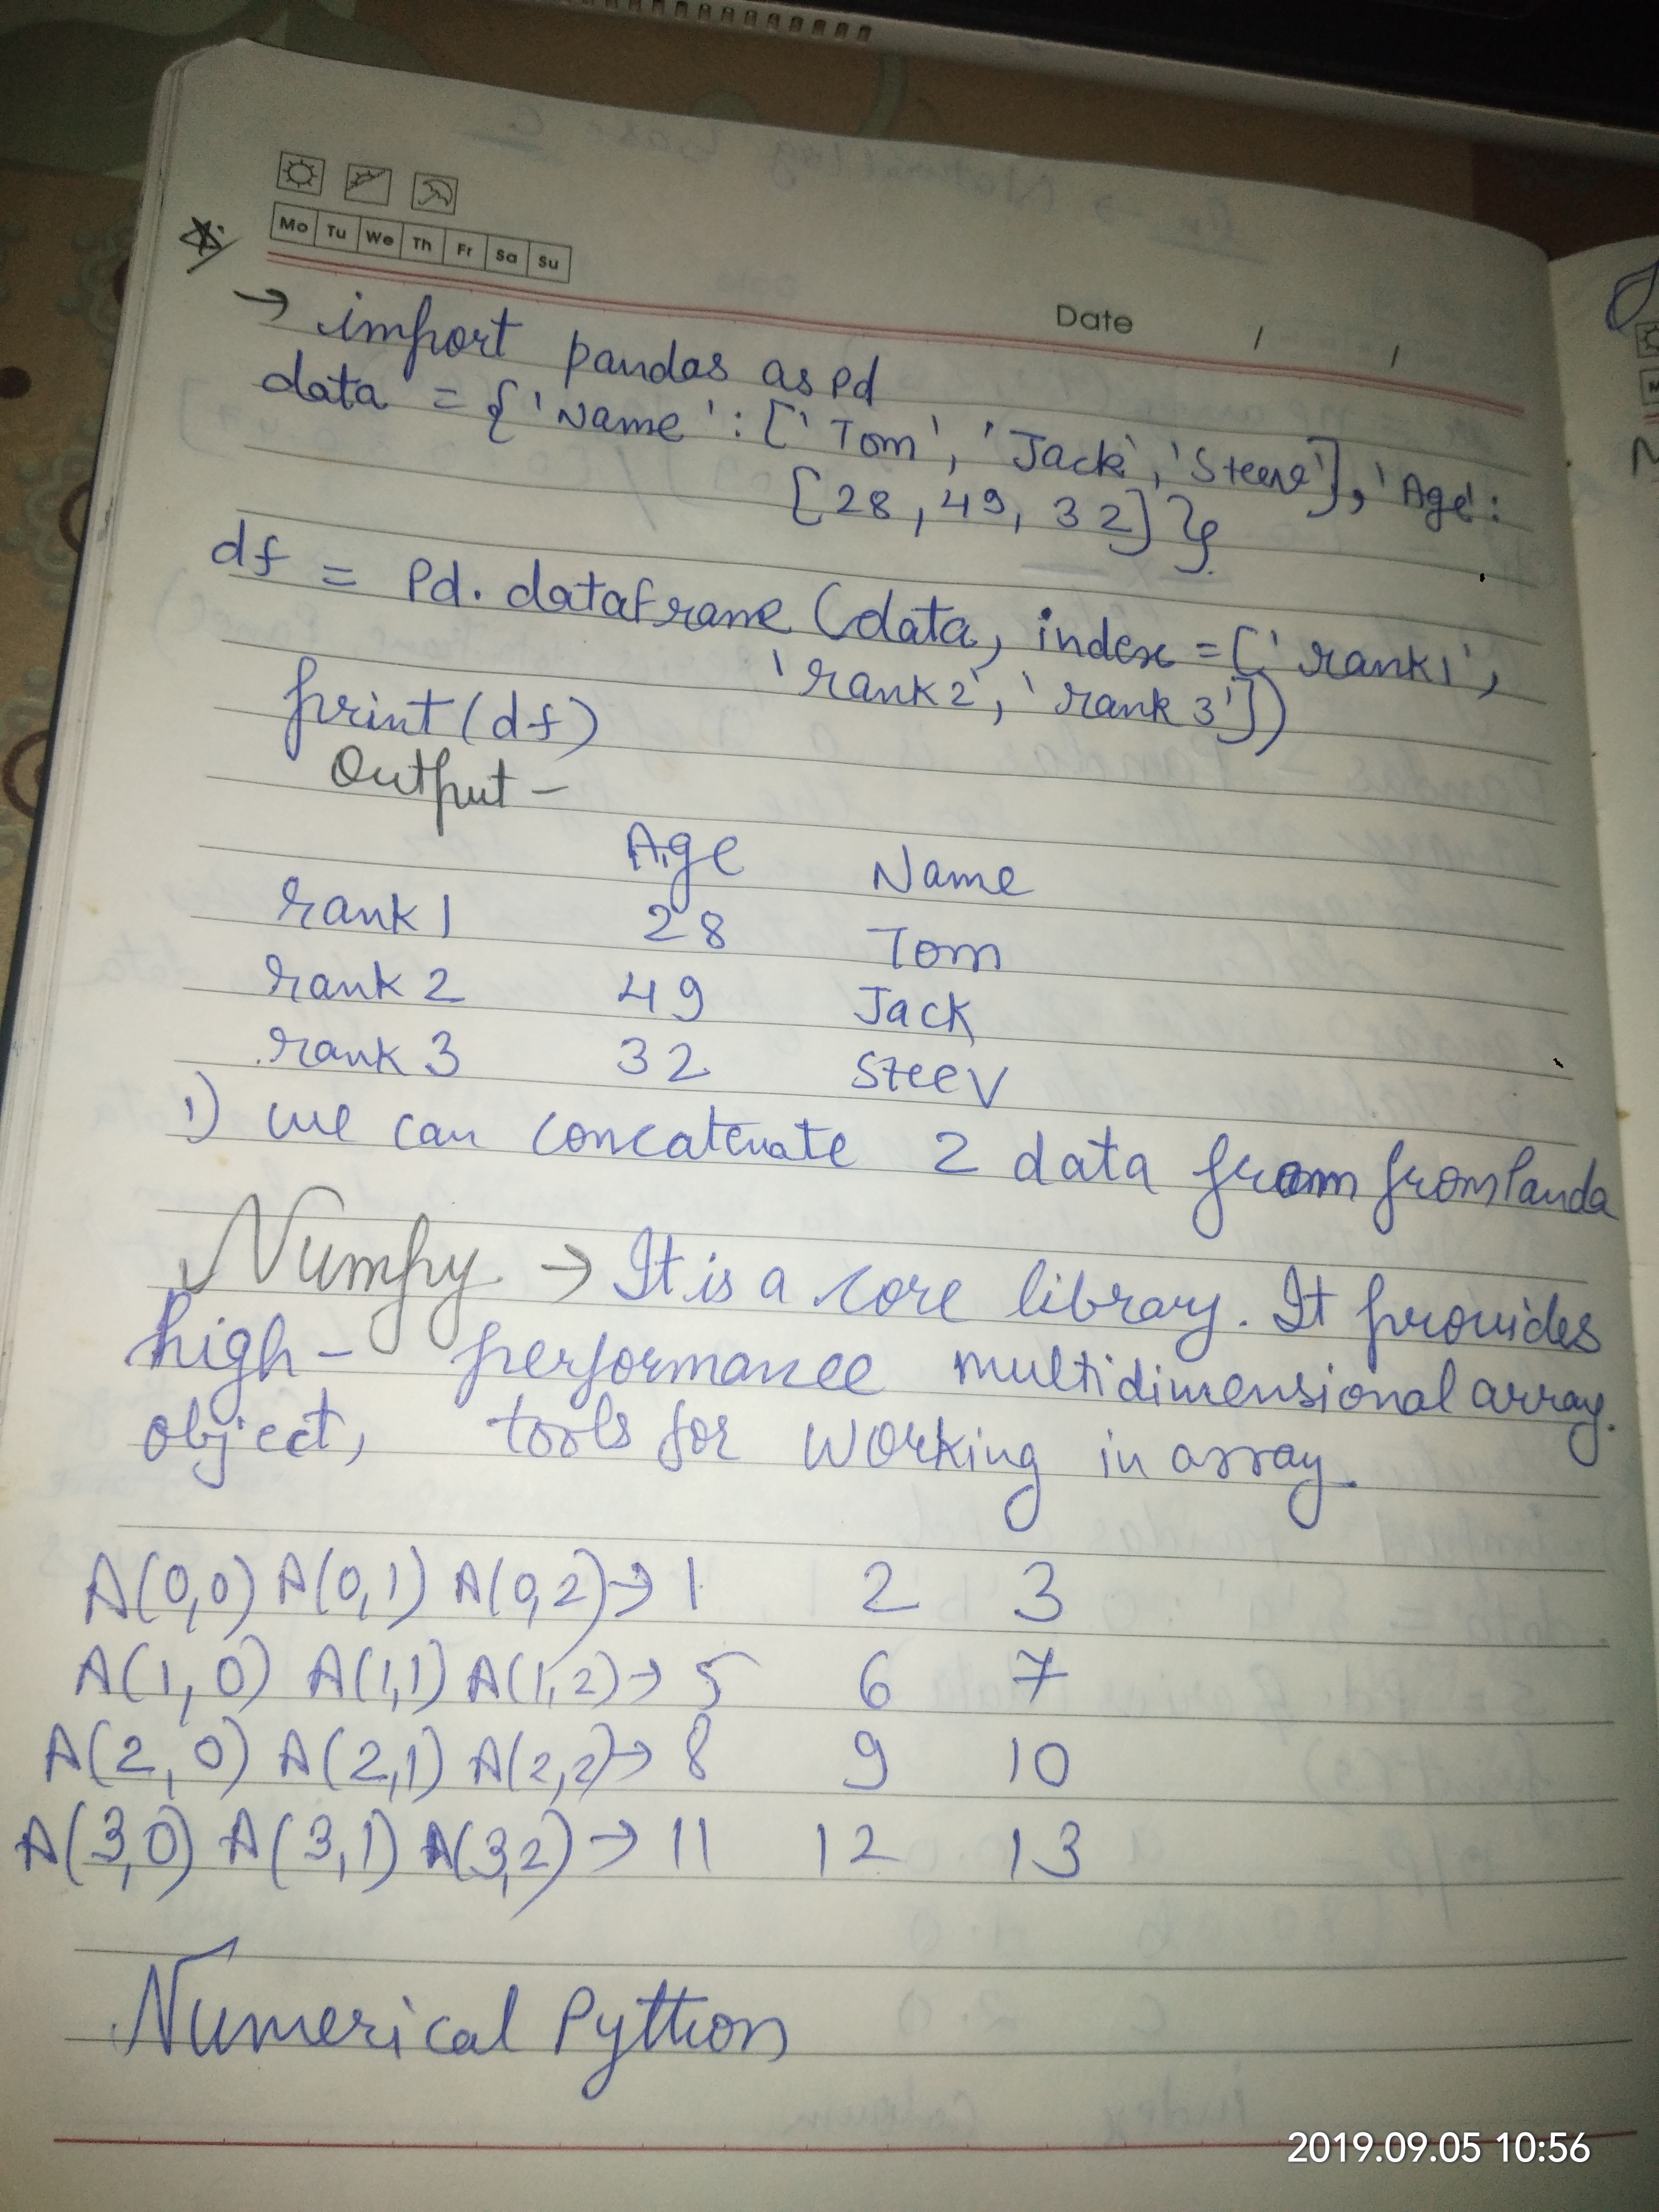 Mo Tu We Th Fr Sa Su
Date / /
→ import pandas as pd
data = {'Name':['Tom', 'Jack', 'Steeve'], 'Age':
[28, 49, 32]}
df = Pd.dataframe (data, index = ['rank1',
'rank2', 'rank3'])
print(df)
Output -
Age Name
rank 1 28 Tom
rank 2 49 Jack
rank 3 32 Steev
1) we can concatenate 2 data from from Panda
Numpy → It is a core library. It provides
high - performance multidimensional array.
object, tools for working in array.
A(0,0) A(0,1) A(0,2) → 1 2 3
A(1,0) A(1,1) A(1,2) → 5 6 7
A(2,0) A(2,1) A(2,2) → 8 9 10
A(3,0) A(3,1) A(3,2) → 11 12 13
Numerical Python
2019.09.05 10:56